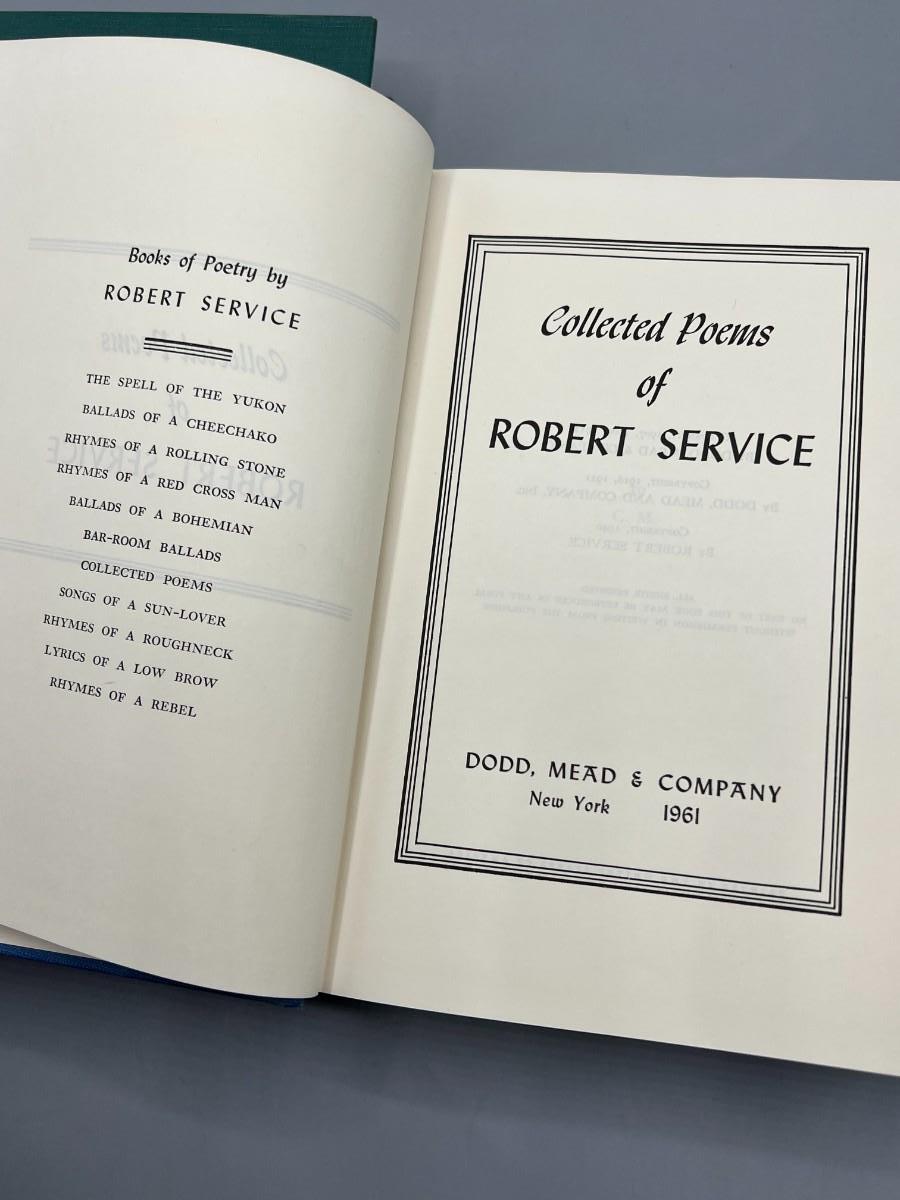 Books of Poetry by
ROBERT SERVICE
THE SPELL OF THE YUKON
BALLADS OF A CHEECHAKO
RHYMES OF A ROLLING STONE
RHYMES OF A RED CROSS MAN
BALLADS OF A BOHEMIAN
BAR-ROOM BALLADS
COLLECTED POEMS
SONGS OF A SUN-LOVER
RHYMES OF A ROUGHNECK
LYRICS OF A LOW BROW
RHYMES OF A REBEL
Collected Poems
of
ROBERT SERVICE
DODD, MEAD & COMPANY
New York 1961